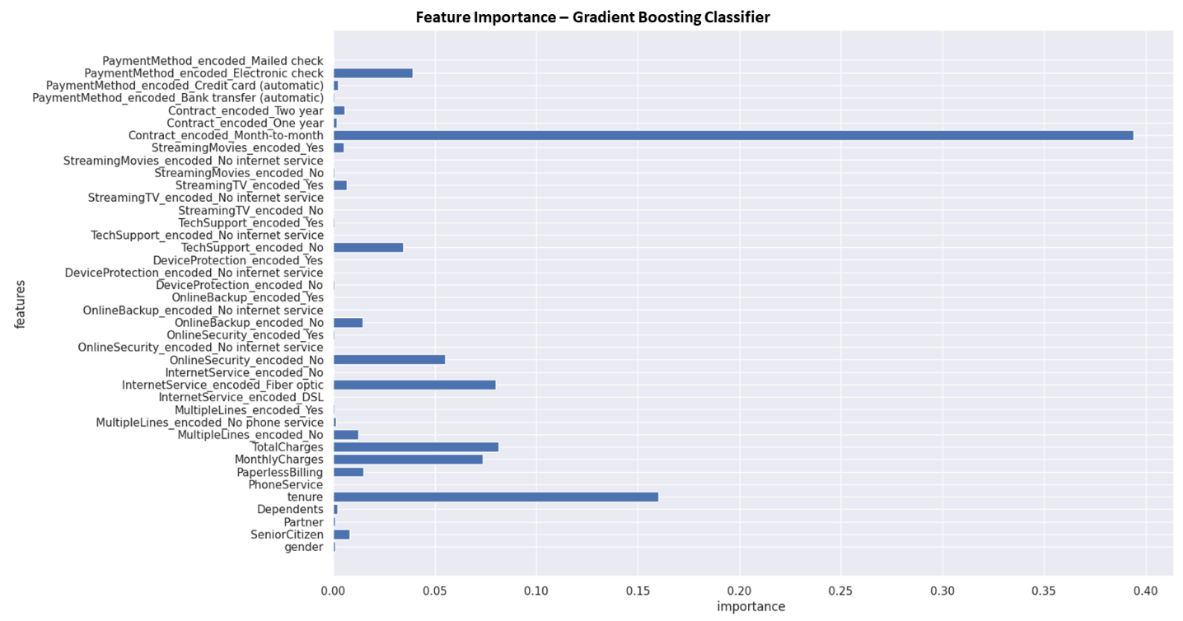 Feature Importance – Gradient Boosting Classifier
PaymentMethod_encoded_Mailed check
PaymentMethod_encoded_Electronic check
PaymentMethod_encoded_Credit card (automatic)
PaymentMethod_encoded_Bank transfer (automatic)
Contract_encoded_Two year
Contract_encoded_One year
Contract_encoded_Month-to-month
StreamingMovies_encoded_Yes
StreamingMovies_encoded_No internet service
StreamingMovies_encoded_No
StreamingTV_encoded_Yes
StreamingTV_encoded_No internet service
StreamingTV_encoded_No
TechSupport_encoded_Yes
TechSupport_encoded_No internet service
TechSupport_encoded_No
DeviceProtection_encoded_Yes
DeviceProtection_encoded_No internet service
DeviceProtection_encoded_No
OnlineBackup_encoded_Yes
OnlineBackup_encoded_No internet service
OnlineBackup_encoded_No
OnlineSecurity_encoded_Yes
OnlineSecurity_encoded_No internet service
OnlineSecurity_encoded_No
InternetService_encoded_No
InternetService_encoded_Fiber optic
InternetService_encoded_DSL
MultipleLines_encoded_Yes
MultipleLines_encoded_No phone service
MultipleLines_encoded_No
TotalCharges
MonthlyCharges
PaperlessBilling
PhoneService
tenure
Dependents
Partner
SeniorCitizen
gender
features
0.00 0.05 0.10 0.15 0.20 0.25 0.30 0.35 0.40
importance